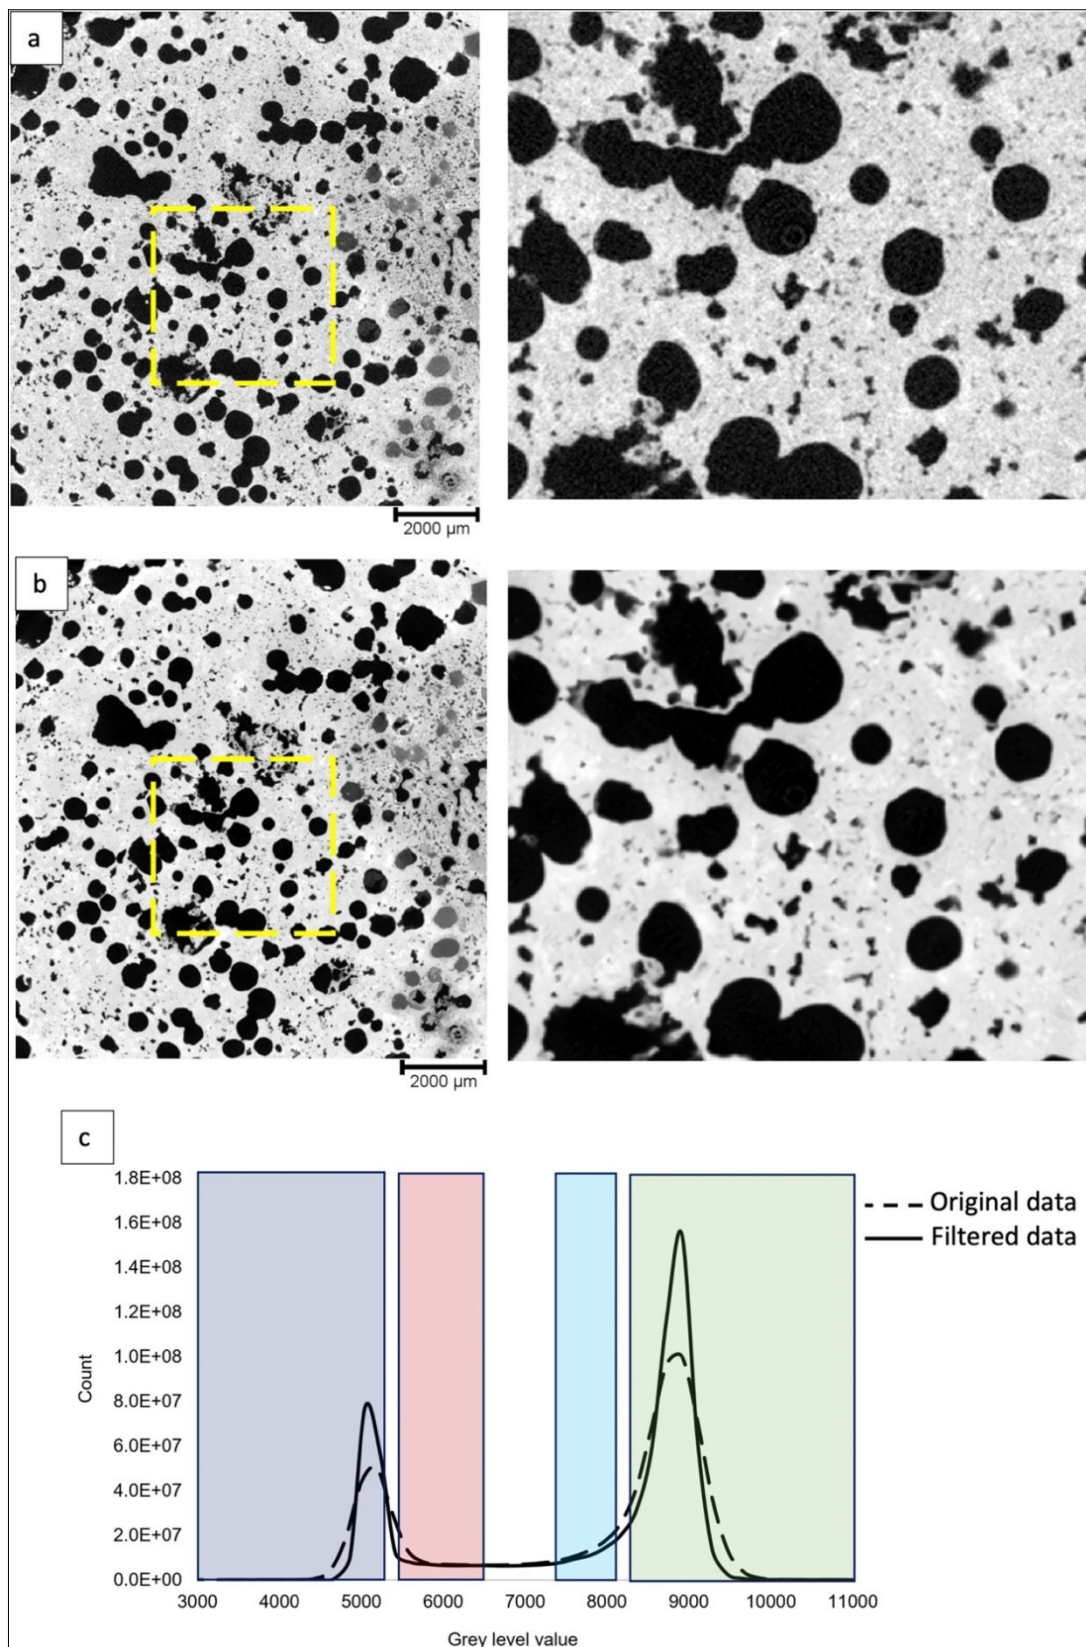 a
2000 µm
b
2000 µm
c
1.8E+08
1.6E+08
1.4E+08
1.2E+08
1.0E+08
8.0E+07
6.0E+07
4.0E+07
2.0E+07
0.0E+00
Count
3000 4000 5000 6000 7000 8000 9000 10000 11000
Grey level value
Original data
Filtered data